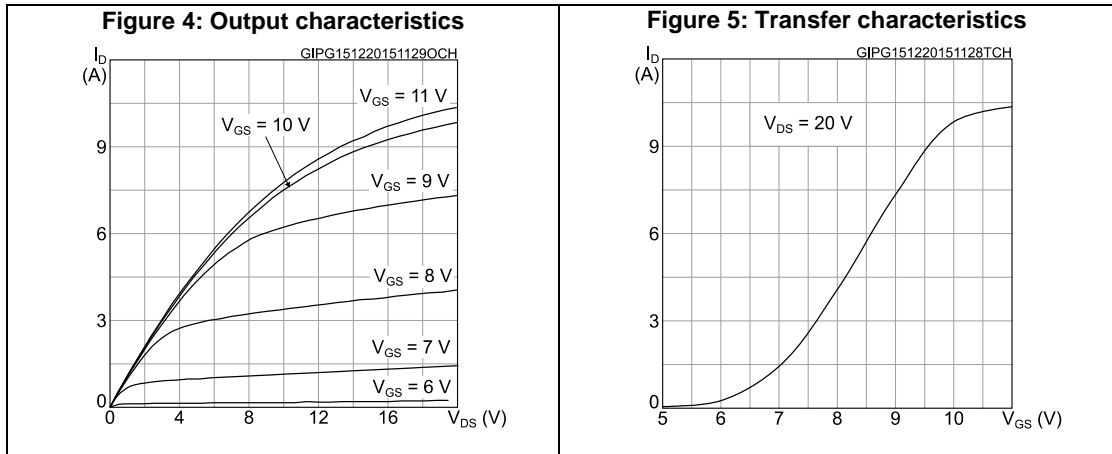 Figure 4: Output characteristics
I_D
(A)
GIPG151220151129OCH
V_GS = 11 V
V_GS = 10 V
9
V_GS = 9 V
6
V_GS = 8 V
3
V_GS = 7 V
V_GS = 6 V
0
0 4 8 12 16 V_DS (V)
Figure 5: Transfer characteristics
I_D
(A)
GIPG151220151128TCH
V_DS = 20 V
9
6
3
0
5 6 7 8 9 10 V_GS (V)